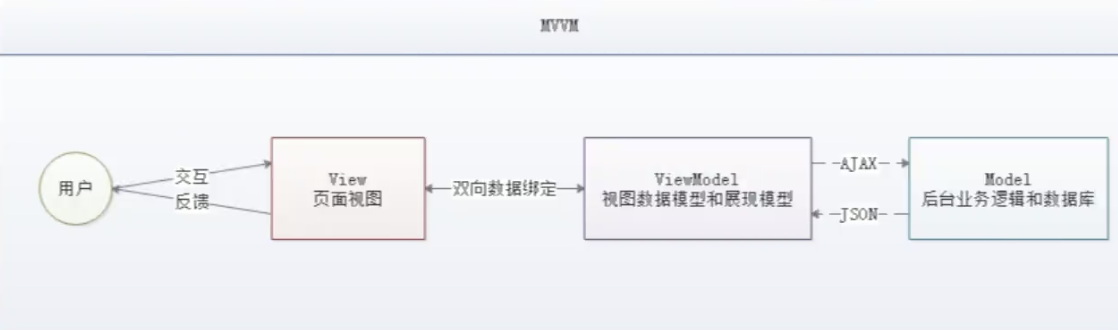 MVVM
用户
交互
反馈
View
页面视图
双向数据绑定
ViewModel
视图数据模型和展现模型
AJAX
JSON
Model
后台业务逻辑和数据库